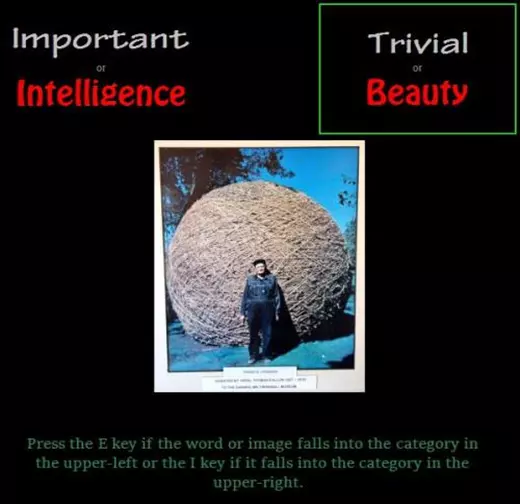 Important
or
Intelligence
Trivial
or
Beauty
Press the E key if the word or image falls into the category in
the upper-left or the I key if it falls into the category in the
upper-right.